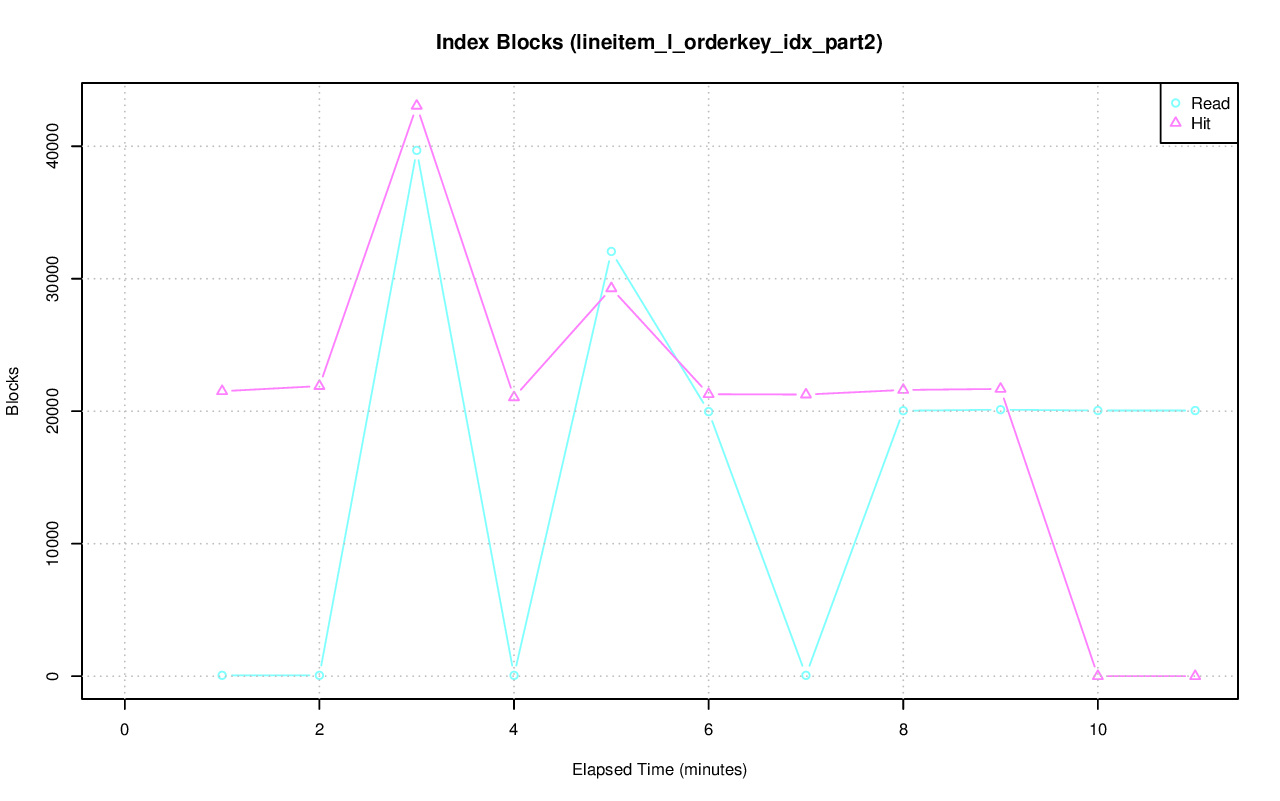 Index Blocks (lineitem_l_orderkey_idx_part2)
Read
Hit
40000
30000
20000
10000
0
Blocks
0 2 4 6 8 10
Elapsed Time (minutes)